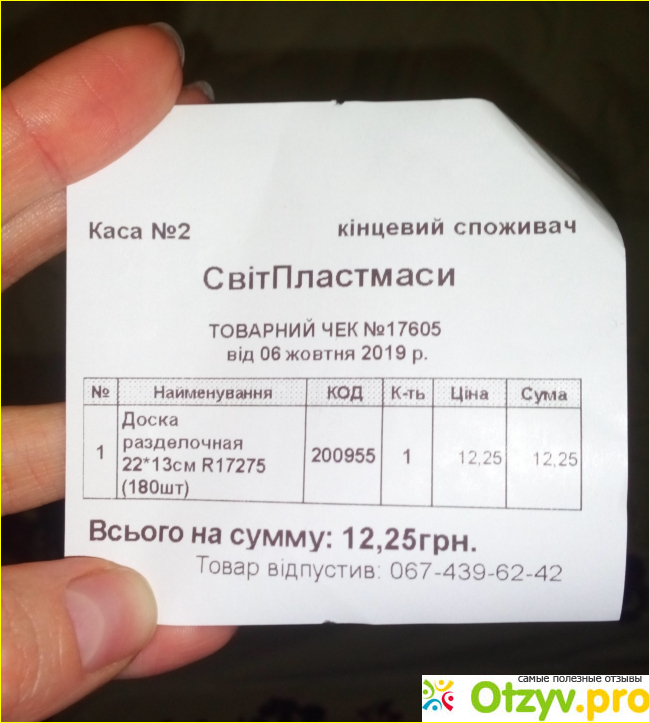 Каса №2 кінцевий споживач
СвітПластмаси
ТОВАРНИЙ ЧЕК №17605
від 06 жовтня 2019 р.
№ Найменування КОД К-ть Ціна Сума
1 Доска разделочная 22*13см R17275 (180шт) 200955 1 12,25 12,25
Всього на сумму: 12,25грн.
Товар відпустив: 067-439-62-42
самые полезные отзывы
Otzyv.pro